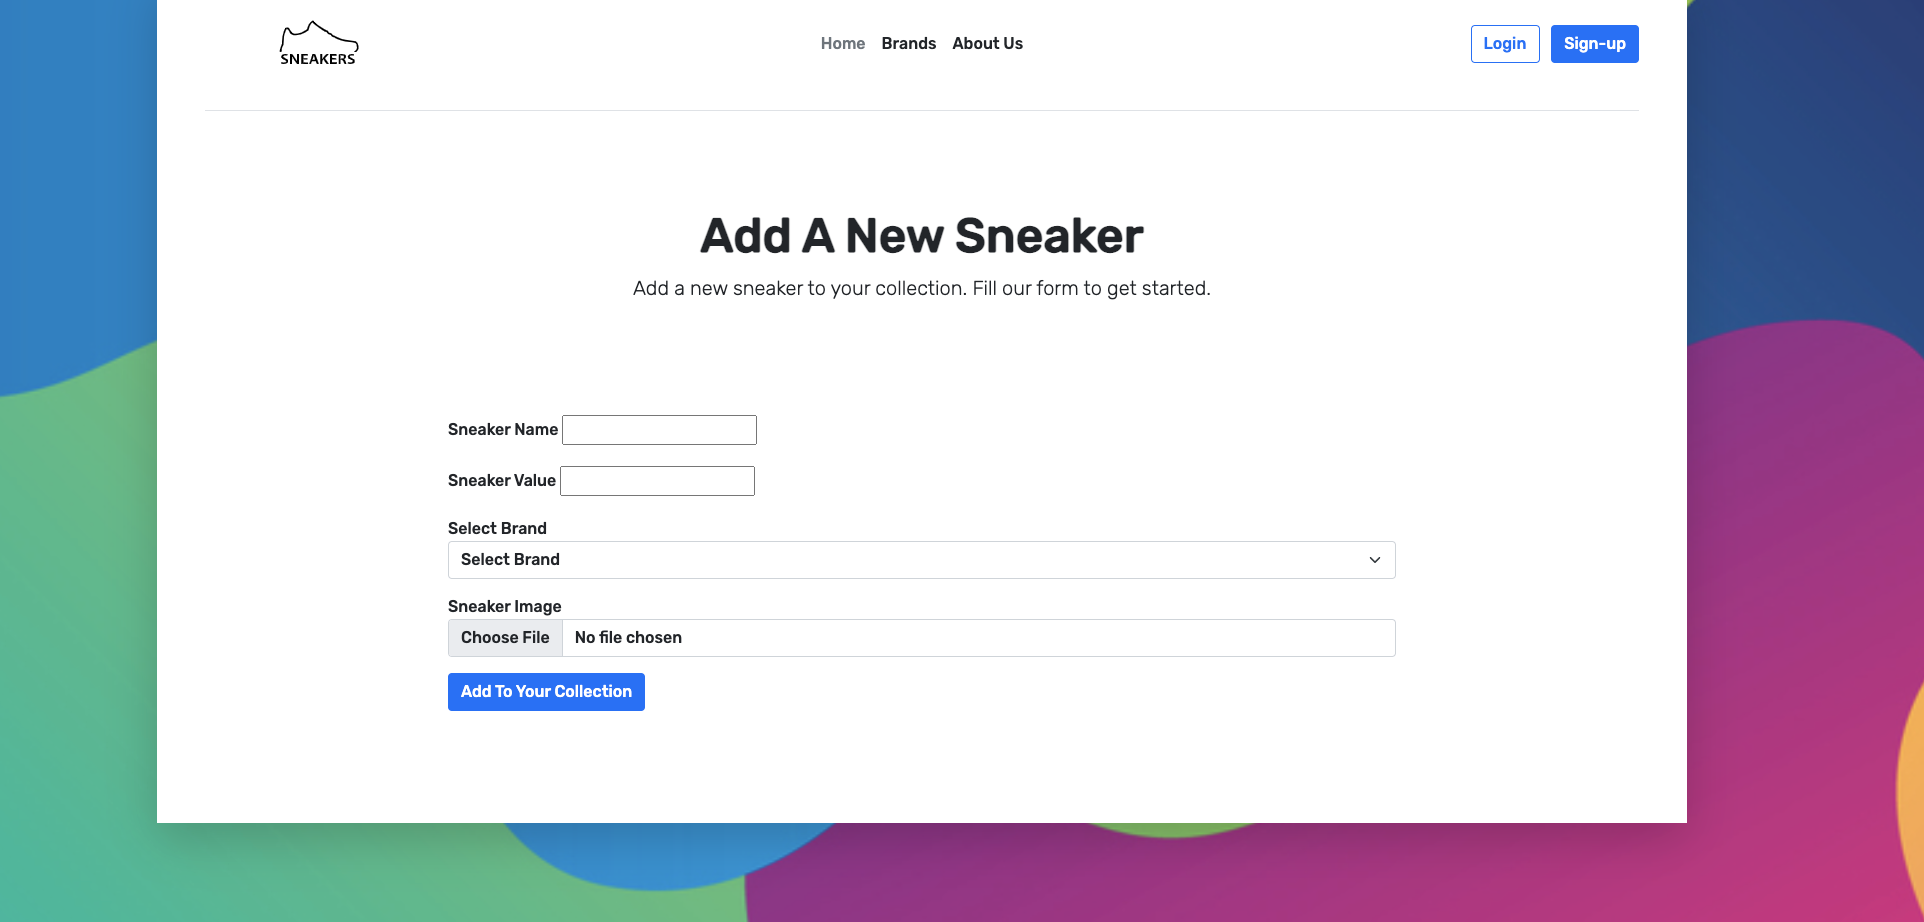 SNEAKERS
Home Brands About Us
Login Sign-up
Add A New Sneaker
Add a new sneaker to your collection. Fill our form to get started.
Sneaker Name
Sneaker Value
Select Brand
Select Brand
Sneaker Image
Choose File No file chosen
Add To Your Collection